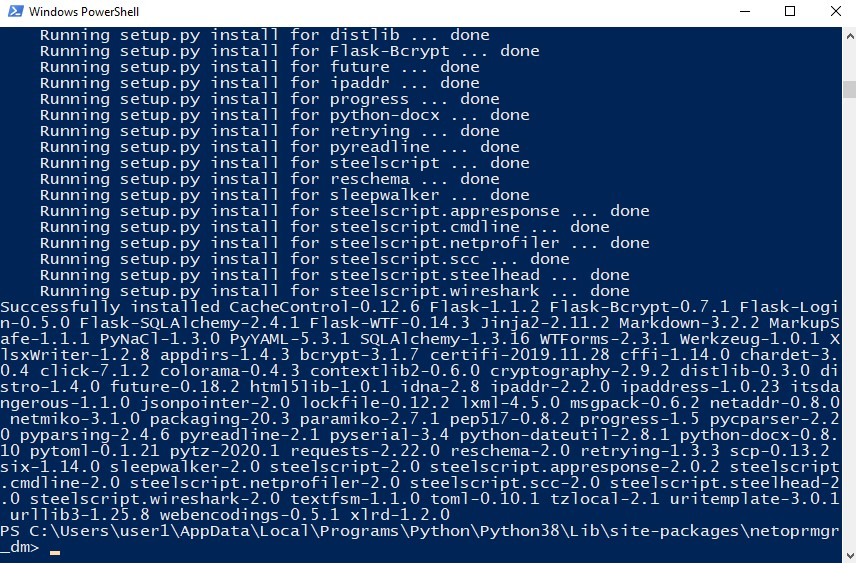 Windows PowerShell
Running setup.py install for distlib ... done
Running setup.py install for Flask-Bcrypt ... done
Running setup.py install for future ... done
Running setup.py install for ipaddr ... done
Running setup.py install for progress ... done
Running setup.py install for python-docx ... done
Running setup.py install for retrying ... done
Running setup.py install for pyreadline ... done
Running setup.py install for steelscript ... done
Running setup.py install for reschema ... done
Running setup.py install for sleepwalker ... done
Running setup.py install for steelscript.appresponse ... done
Running setup.py install for steelscript.cmdline ... done
Running setup.py install for steelscript.netprofiler ... done
Running setup.py install for steelscript.scc ... done
Running setup.py install for steelscript.steelhead ... done
Running setup.py install for steelscript.wireshark ... done
Successfully installed CacheControl-0.12.6 Flask-1.1.2 Flask-Bcrypt-0.7.1 Flask-Logi
n-0.5.0 Flask-SQLAlchemy-2.4.1 Flask-WTF-0.14.3 Jinja2-2.11.2 Markdown-3.2.2 MarkupS
afe-1.1.1 PyNaCl-1.3.0 PyYAML-5.3.1 SQLAlchemy-1.3.16 WTForms-2.3.1 Werkzeug-1.0.1 X
lsxWriter-1.2.8 appdirs-1.4.3 bcrypt-3.1.7 certifi-2019.11.28 cffi-1.14.0 chardet-3.
0.4 click-7.1.2 colorama-0.4.3 contextlib2-0.6.0 cryptography-2.9.2 distlib-0.3.0 di
stro-1.4.0 future-0.18.2 html5lib-1.0.1 idna-2.8 ipaddr-2.2.0 ipaddress-1.0.23 itsda
ngerous-1.1.0 jsonpointer-2.0 lockfile-0.12.2 lxml-4.5.0 msgpack-0.6.2 netaddr-0.8.0
netmiko-3.1.0 packaging-20.3 paramiko-2.7.1 pep517-0.8.2 progress-1.5 pycparser-2.2
0 pyparsing-2.4.6 pyreadline-2.1 pyserial-3.4 python-dateutil-2.8.1 python-docx-0.8.
10 pytoml-0.1.21 pytz-2020.1 requests-2.22.0 reschema-2.0 retrying-1.3.3 scp-0.13.2
six-1.14.0 sleepwalker-2.0 steelscript-2.0 steelscript.appresponse-2.0.2 steelscript
.cmdline-2.0 steelscript.netprofiler-2.0 steelscript.scc-2.0 steelscript.steelhead-2
.0 steelscript.wireshark-2.0 textfsm-1.1.0 toml-0.10.1 tzlocal-2.1 uritemplate-3.0.1
urllib3-1.25.8 webencodings-0.5.1 xlrd-1.2.0
PS C:\Users\user1\AppData\Local\Programs\Python\Python38\Lib\site-packages\netoprmgr
_dm>